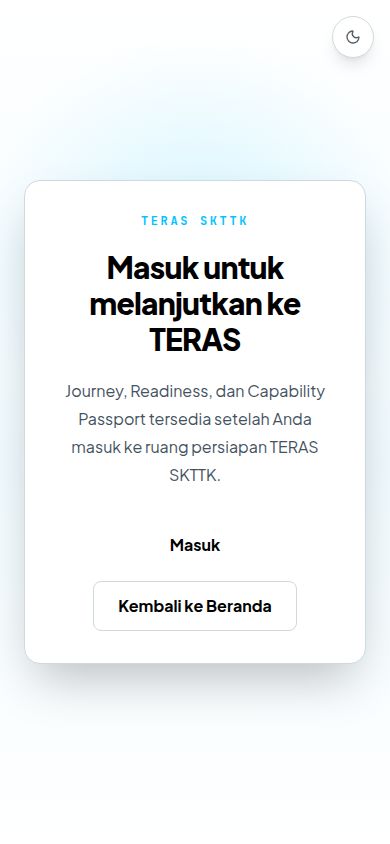 TERAS SKTTK
Masuk untuk
melanjutkan ke
TERAS
Journey, Readiness, dan Capability
Passport tersedia setelah Anda
masuk ke ruang persiapan TERAS
SKTTK.
Masuk
Kembali ke Beranda